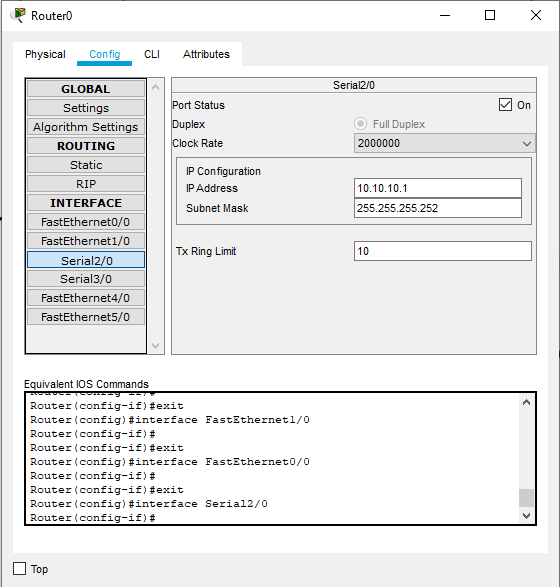 Router0
Physical Config CLI Attributes
GLOBAL
Settings
Algorithm Settings
ROUTING
Static
RIP
INTERFACE
FastEthernet0/0
FastEthernet1/0
Serial2/0
Serial3/0
FastEthernet4/0
FastEthernet5/0
Serial2/0
Port Status On
Duplex Full Duplex
Clock Rate 2000000
IP Configuration
IP Address 10.10.10.1
Subnet Mask 255.255.255.252
Tx Ring Limit 10
Equivalent IOS Commands
Router(config-if)#exit
Router(config)#interface FastEthernet1/0
Router(config-if)#
Router(config-if)#exit
Router(config)#interface FastEthernet0/0
Router(config-if)#
Router(config-if)#exit
Router(config)#interface Serial2/0
Router(config-if)#
Top